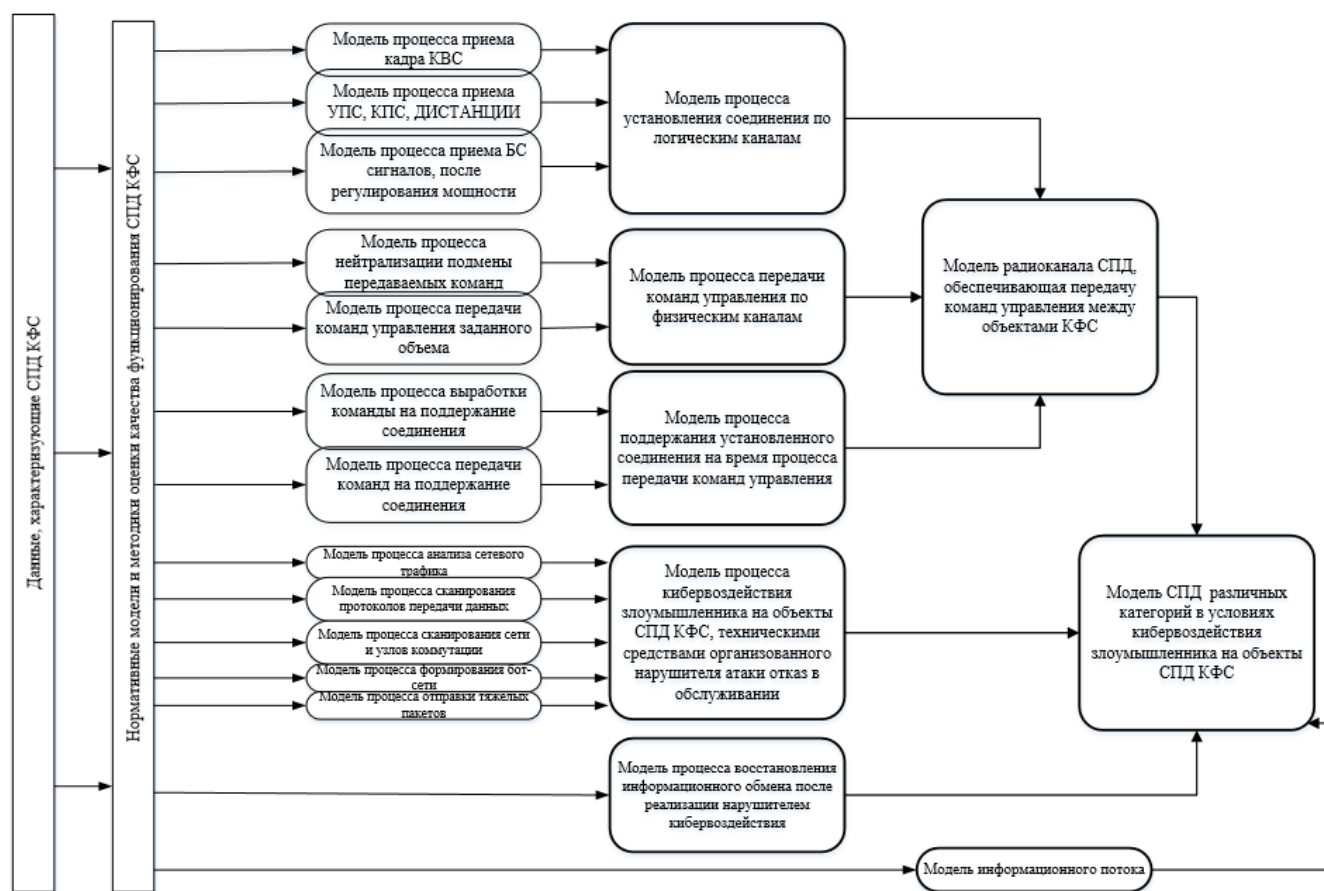 Данные, характеризующие СПД КФС
Нормативные модели и методики оценки качества функционирования СПД КФС
Модель процесса приема
кадра КВС
Модель процесса приема
УПС, КПС, ДИСТАНЦИИ
Модель процесса приема БС
сигналов, после
регулирования мощности
Модель процесса
нейтрализации подмены
передаваемых команд
Модель процесса передачи
команд управления заданного
объема
Модель процесса выработки
команды на поддержание
соединения
Модель процесса передачи
команд на поддержание
соединения
Модель процесса анализа сетевого
трафика
Модель процесса сканирования
протоколов передачи данных
Модель процесса сканирования сети
и узлов коммутации
Модель процесса формирования бот-
сети
Модель процесса отправки тяжелых
пакетов
Модель процесса
установления соединения по
логическим каналам
Модель процесса передачи
команд управления по
физическим каналам
Модель процесса
поддержания установленного
соединения на время процесса
передачи команд управления
Модель процесса
кибервоздействия
злоумышленника на объекты
СПД КФС, техническими
средствами организованного
нарушителя атаки отказ в
обслуживании
Модель процесса восстановления
информационного обмена после
реализации нарушителем
кибервоздействия
Модель радиоканала СПД,
обеспечивающая передачу
команд управления между
объектами КФС
Модель СПД различных
категорий в условиях
кибервоздействия
злоумышленника на объекты
СПД КФС
Модель информационного потока